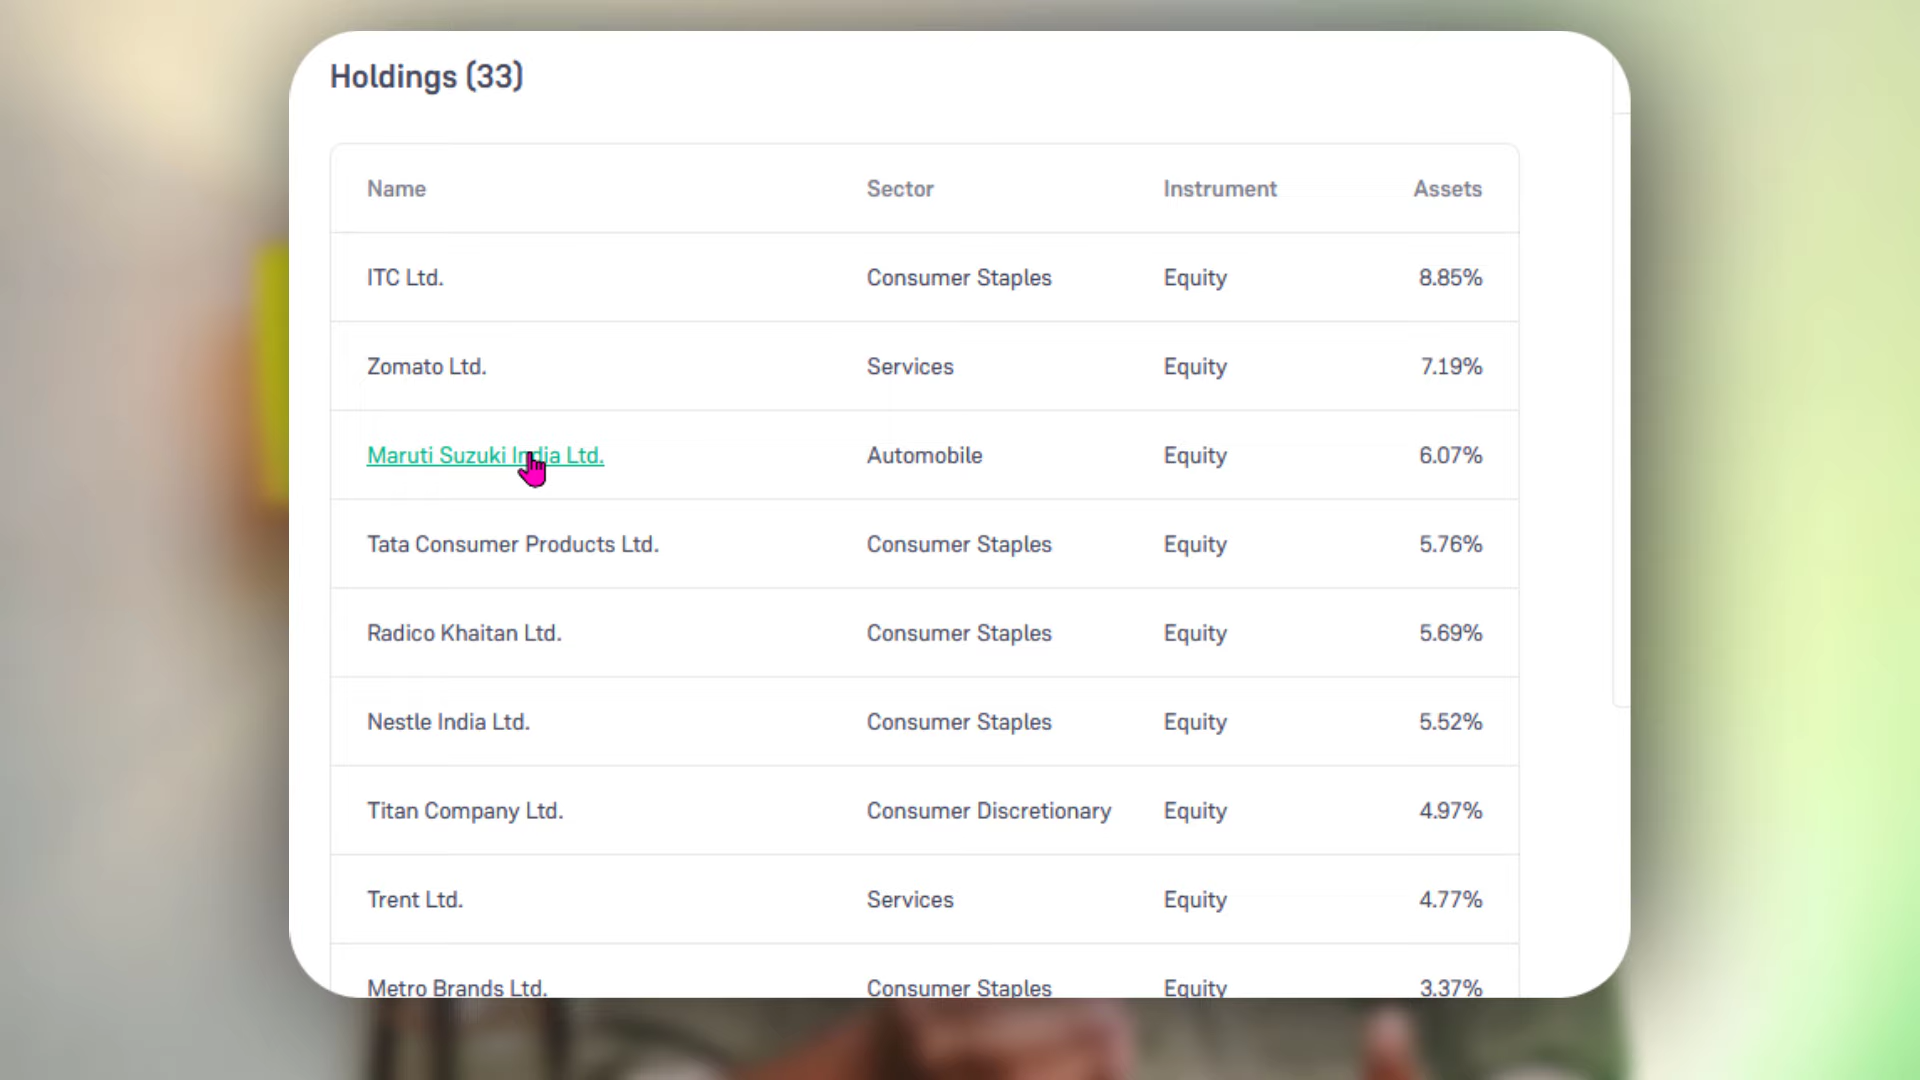 Holdings (33)
Name Sector Instrument Assets
ITC Ltd. Consumer Staples Equity 8.85%
Zomato Ltd. Services Equity 7.19%
Maruti Suzuki India Ltd. Automobile Equity 6.07%
Tata Consumer Products Ltd. Consumer Staples Equity 5.76%
Radico Khaitan Ltd. Consumer Staples Equity 5.69%
Nestle India Ltd. Consumer Staples Equity 5.52%
Titan Company Ltd. Consumer Discretionary Equity 4.97%
Trent Ltd. Services Equity 4.77%
Metro Brands Ltd. Consumer Staples Equity 3.37%